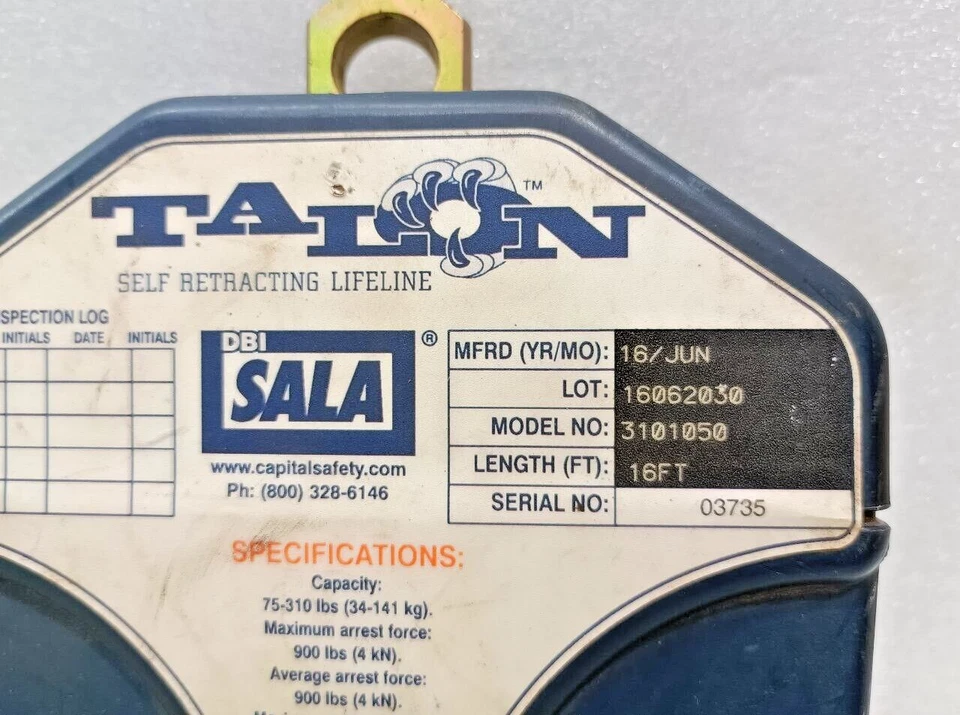 TALON™
SELF RETRACTING LIFELINE
SPECTION LOG
INITIALS DATE INITIALS
DBI
SALA®
www.capitalsafety.com
Ph: (800) 328-6146
MFRD (YR/MO): 16/JUN
LOT: 16062030
MODEL NO: 3101050
LENGTH (FT): 16FT
SERIAL NO: 03735
SPECIFICATIONS:
Capacity:
75-310 lbs (34-141 kg).
Maximum arrest force:
900 lbs (4 kN).
Average arrest force:
900 lbs (4 kN).